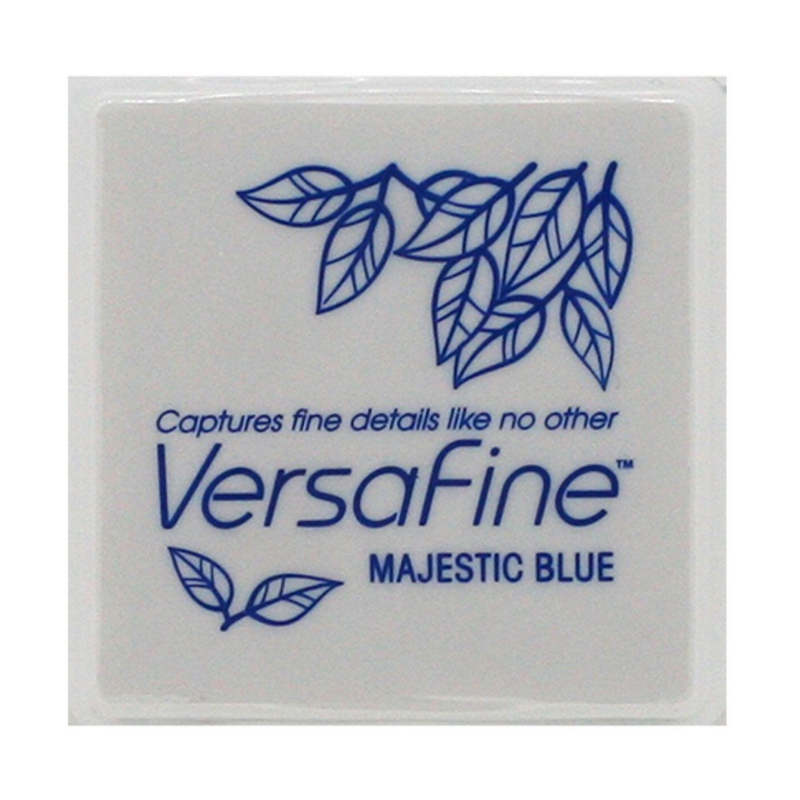 Captures fine details like no other
VersaFine™
MAJESTIC BLUE